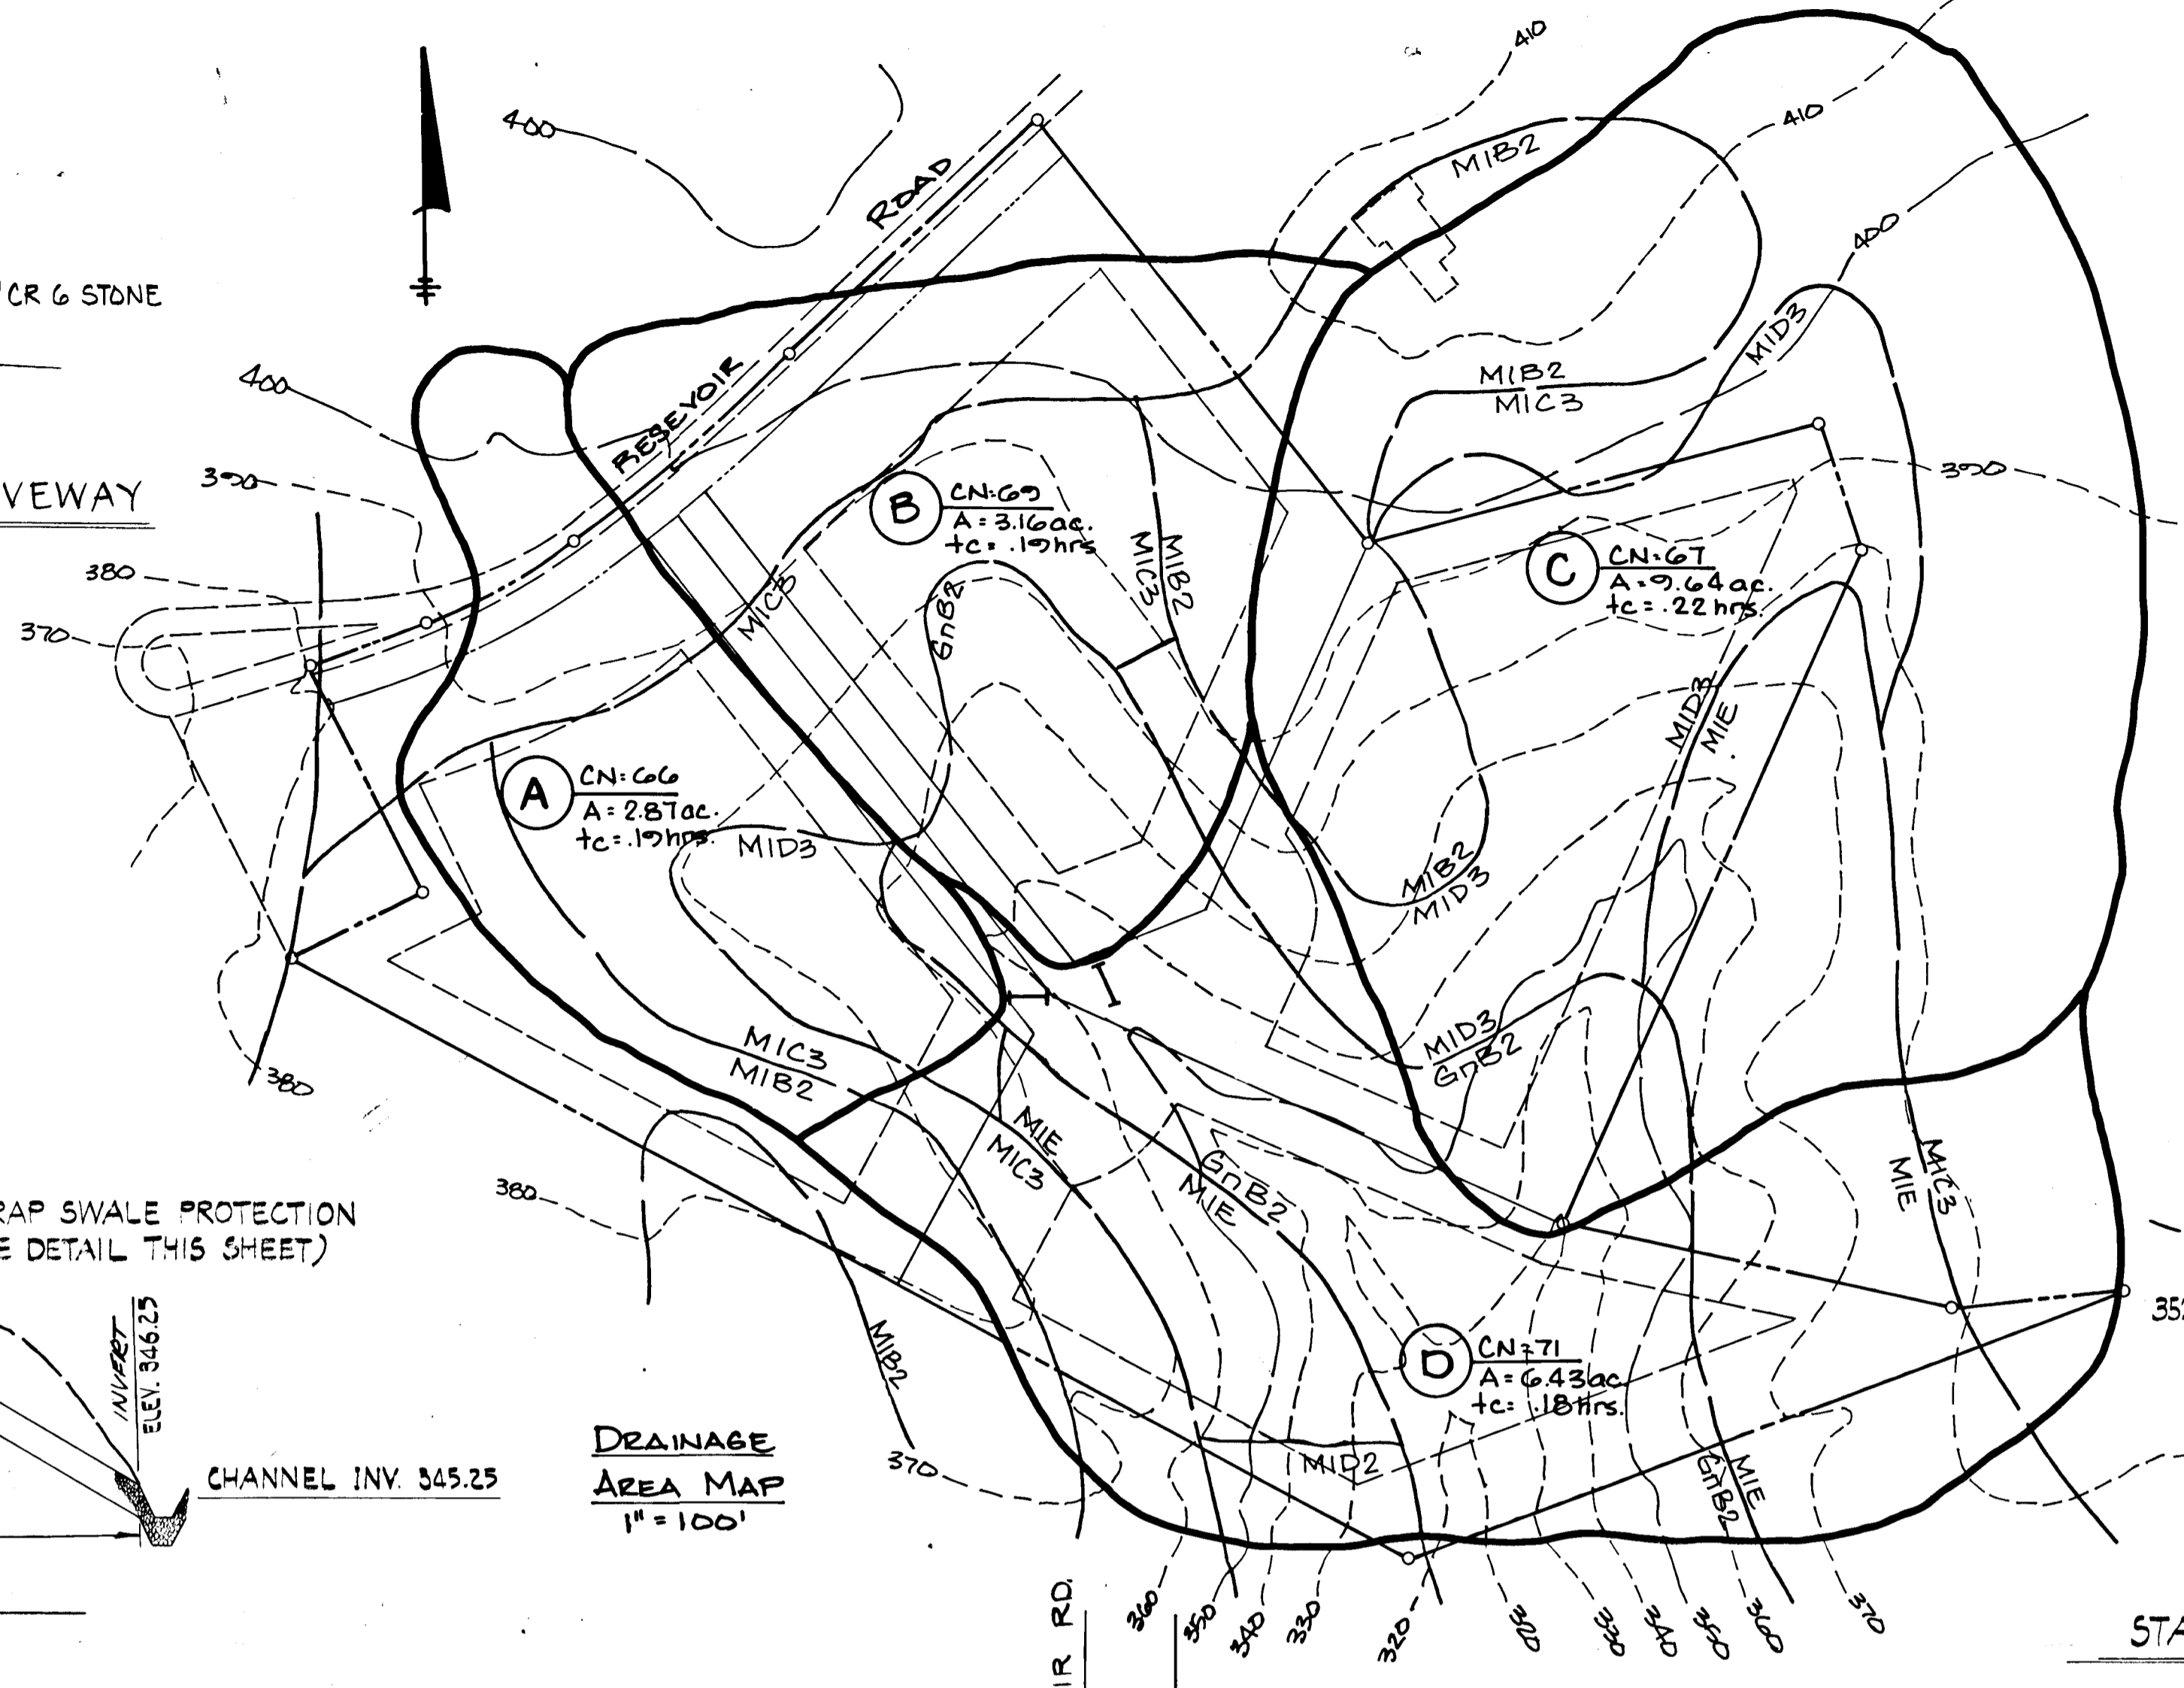 410
400
MIB2
410
ROAD
400
CR 6 STONE
MID3
400
RESEVOIR
MIB2
MIC3
390
390
VEWAY
B
CN=69
A = 3.16ac.
tc= .19hrs
MIC3
MIB2
C
CN=67
A=9.64ac.
tc=.22hrs.
380
MIC3
GnB2
370
MID3
MIE
A
CN=66
A=2.87ac.
tc=.19hrs.
MID3
MIB2
MID3
MID3
GnB2
MIC3
MIB2
380
MIE
MIC3
GnB2
MIE
MIC3
MIE
380
RAP SWALE PROTECTION
E DETAIL THIS SHEET)
INVERT
ELEV. 346.25
MIB2
D
CN=71
A=6.43ac.
tc= .18hrs.
DRAINAGE
AREA MAP
1"=100'
370
MID2
MIE
GnB2
CHANNEL INV. 345.25
IR RD.
360
350
340
330
320
320
330
340
350
360
370
STA